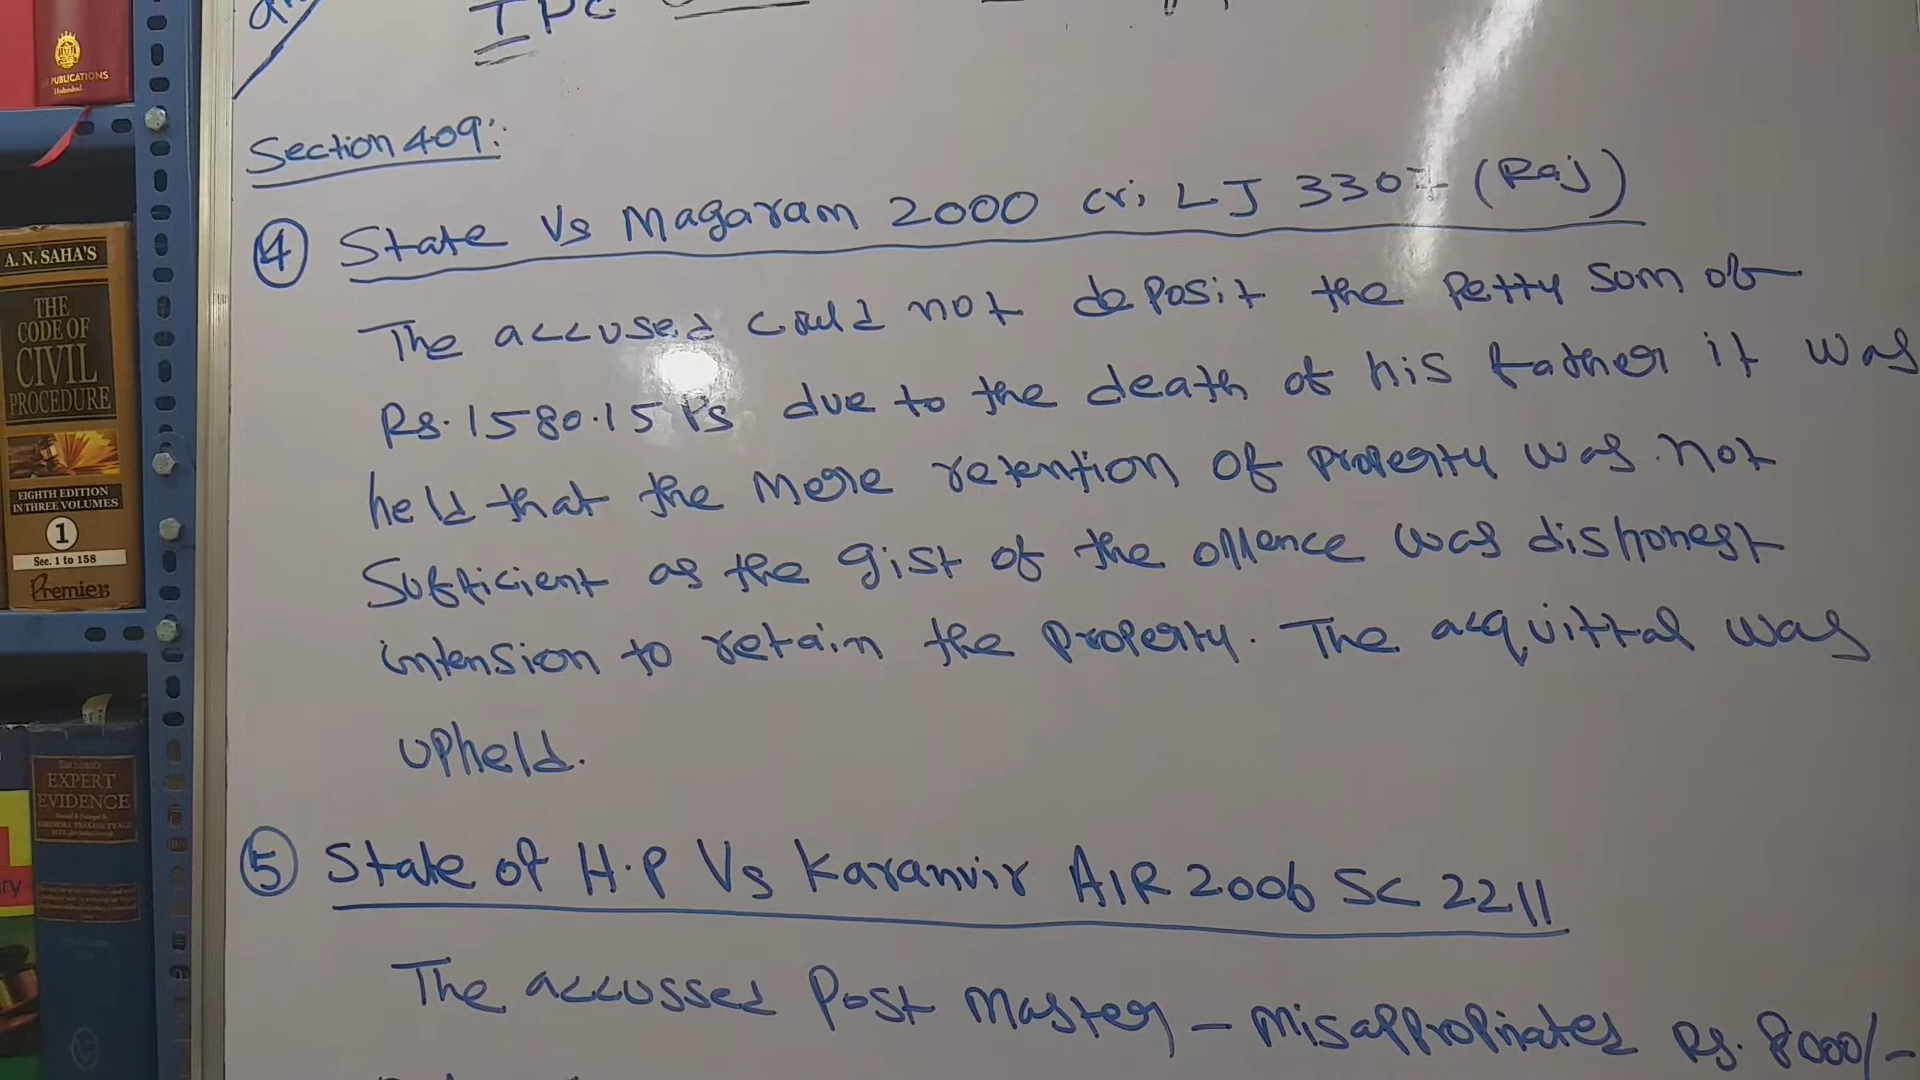 IPC
PUBLICATIONS
Hyderabad
Section 409:
④ State Vs Magaram 2000 Cri LJ 3307 (Raj)
The accused could not deposit the Petty Som of
Rs. 1580.15 Ps due to the death of his father it was
held that the mere retention of property was not
Sufficient as the gist of the offence was dishonest
intension to retain the property. The acquittal was
upheld.
⑤ State of H.P Vs Karanvir AIR 2006 SC 2211
The accussed Post Master - misappropriates Rs. 8000/-
A. N. SAHA'S
THE
CODE OF
CIVIL
PROCEDURE
EIGHTH EDITION
IN THREE VOLUMES
1
Sec. 1 to 158
Premier
EXPERT
EVIDENCE